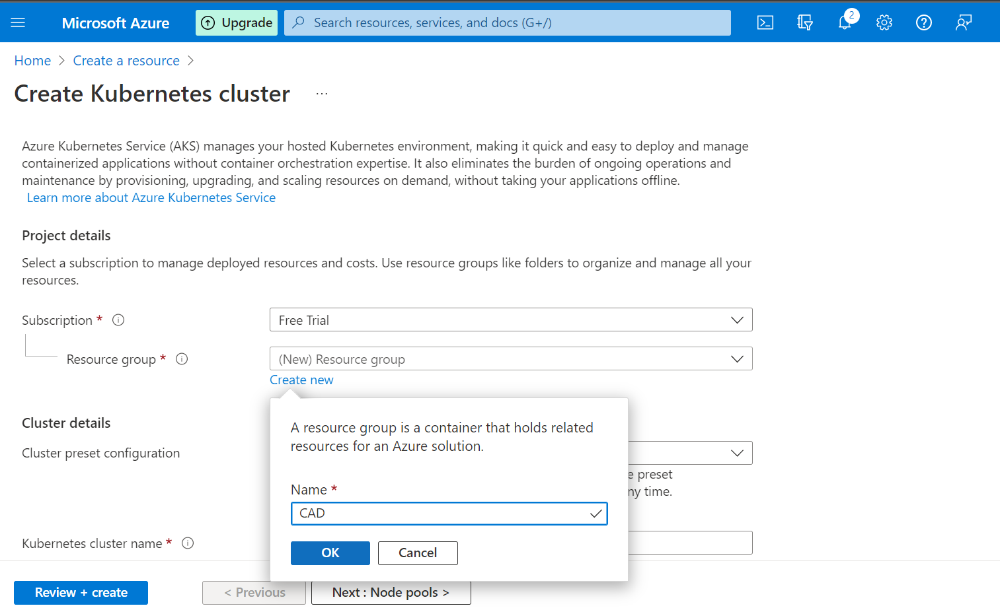 Microsoft Azure
Upgrade
Search resources, services, and docs (G+/)
2
Home > Create a resource >
Create Kubernetes cluster ...
Azure Kubernetes Service (AKS) manages your hosted Kubernetes environment, making it quick and easy to deploy and manage
containerized applications without container orchestration expertise. It also eliminates the burden of ongoing operations and
maintenance by provisioning, upgrading, and scaling resources on demand, without taking your applications offline.
Learn more about Azure Kubernetes Service
Project details
Select a subscription to manage deployed resources and costs. Use resource groups like folders to organize and manage all your
resources.
Subscription *
Free Trial
Resource group *
(New) Resource group
Create new
A resource group is a container that holds related
resources for an Azure solution.
Name *
CAD
OK
Cancel
Cluster details
Cluster preset configuration
preset
time.
Kubernetes cluster name *
Review + create
< Previous
Next : Node pools >